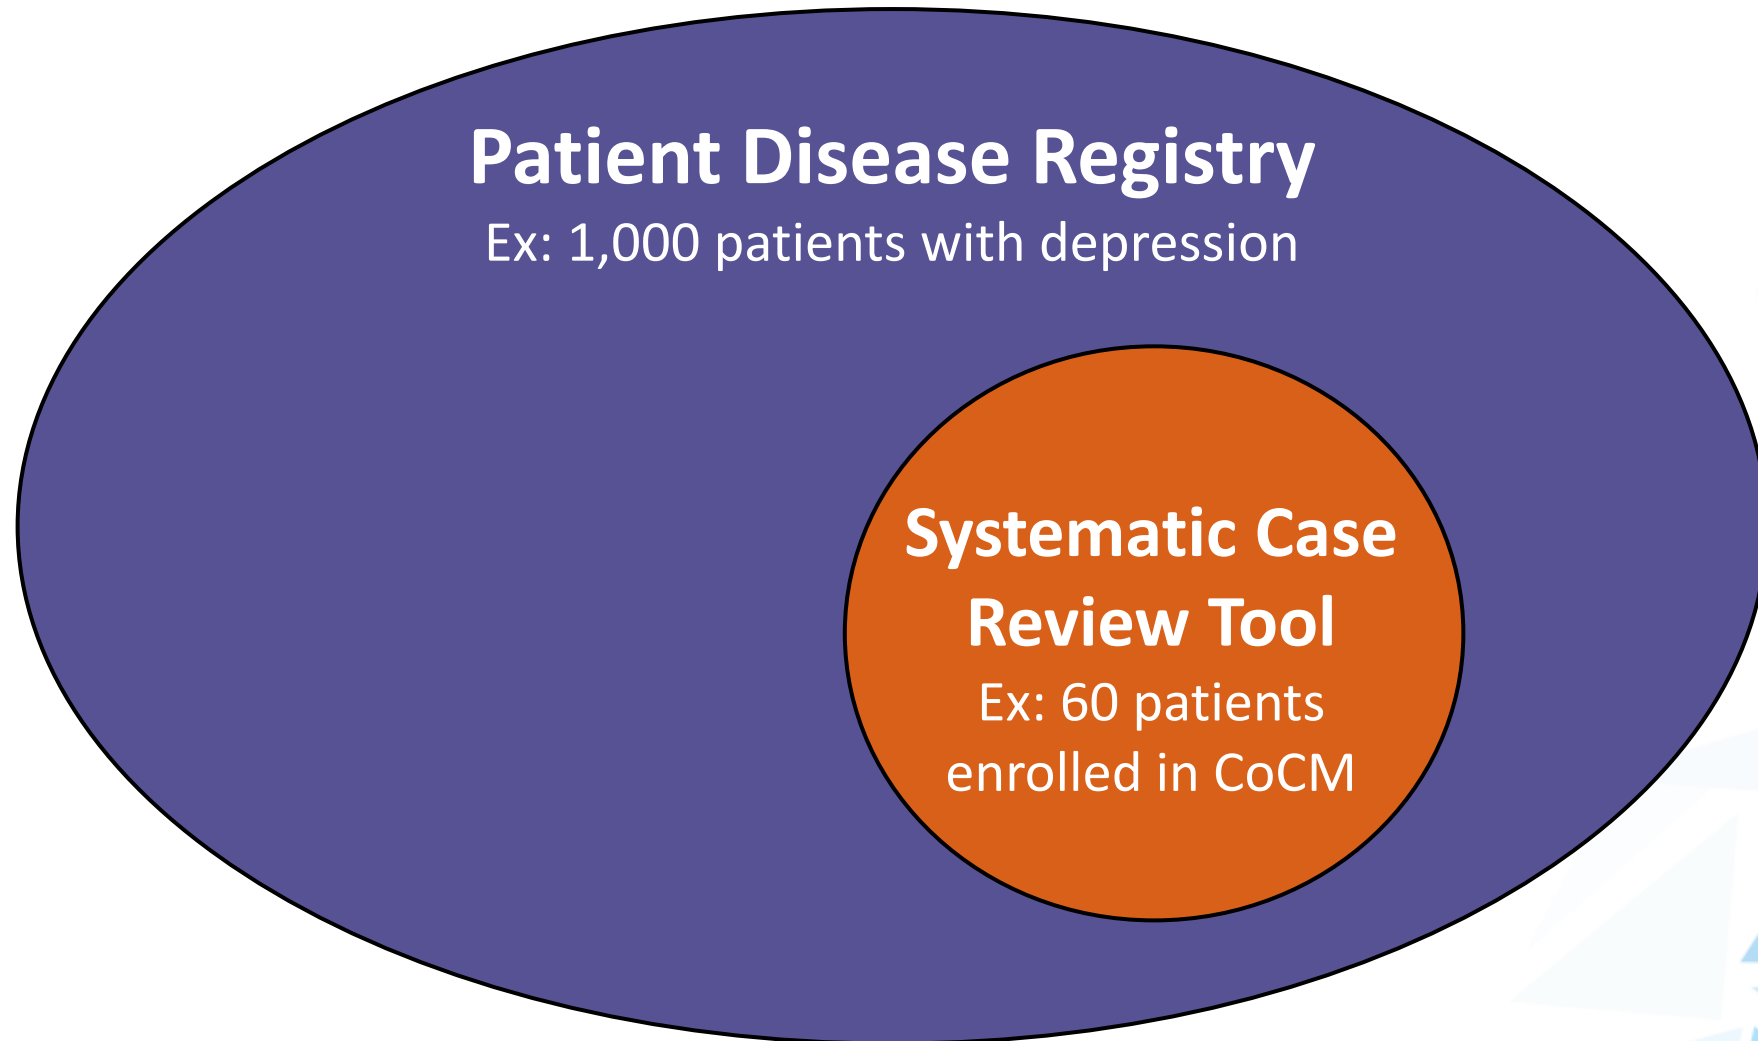 Patient Disease Registry
Ex: 1,000 patients with depression
Systematic Case
Review Tool
Ex: 60 patients
enrolled in CoCM